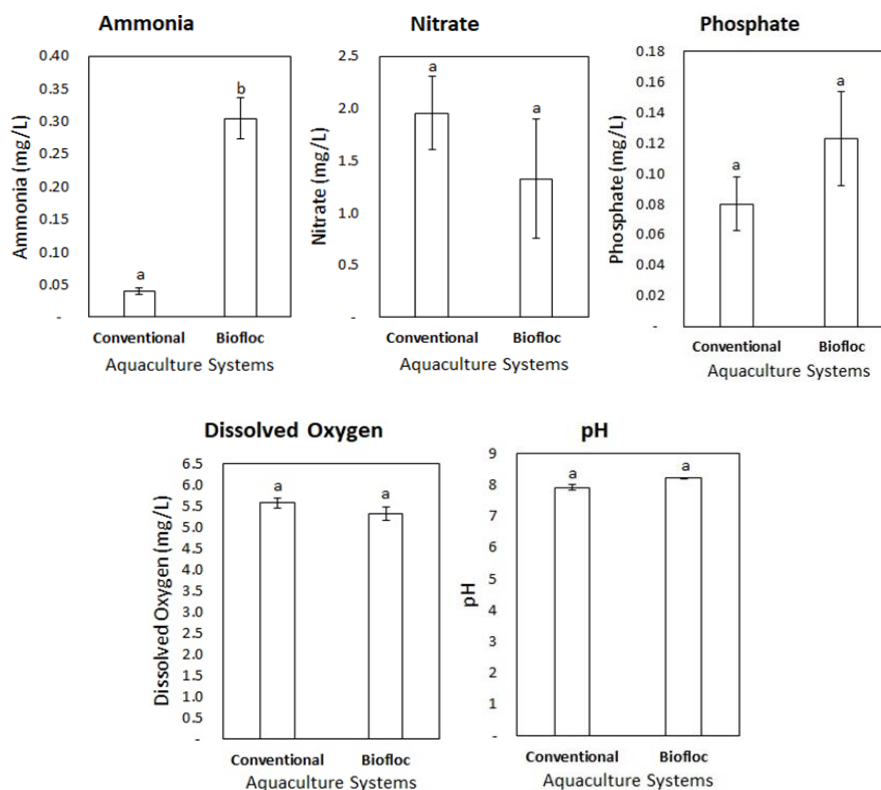 Ammonia
Ammonia (mg/L)
0.40
0.35
0.30
0.25
0.20
0.15
0.10
0.05
-
a
b
Conventional Biofloc
Aquaculture Systems
Nitrate
Nitrate (mg/L)
2.5
2.0
1.5
1.0
0.5
-
a
a
Conventional Biofloc
Aquaculture Systems
Phosphate
Phosphate (mg/L)
0.18
0.16
0.14
0.12
0.10
0.08
0.06
0.04
0.02
-
a
a
Conventional Biofloc
Aquaculture Systems
Dissolved Oxygen
Dissolved Oxygen (mg/L)
6.5
6.0
5.5
5.0
4.5
4.0
3.5
3.0
2.5
2.0
1.5
1.0
0.5
-
a
a
Conventional Biofloc
Aquaculture Systems
pH
pH
9
8
7
6
5
4
3
2
1
-
a
a
Conventional Biofloc
Aquaculture Systems